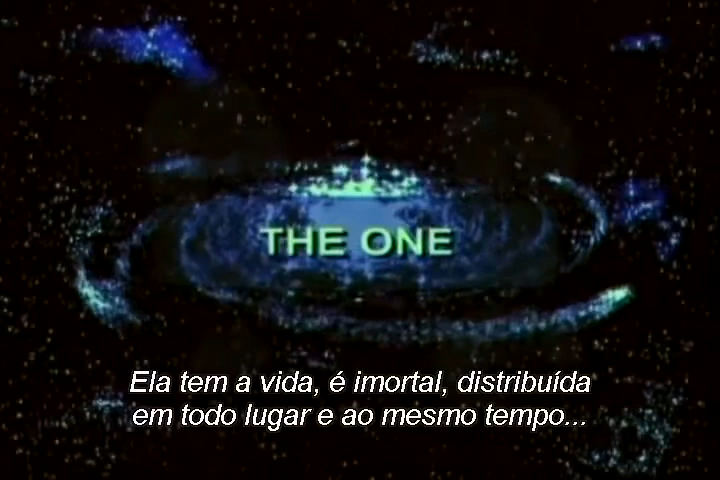 THE ONE
Ela tem a vida, é imortal, distribuída
em todo lugar e ao mesmo tempo...